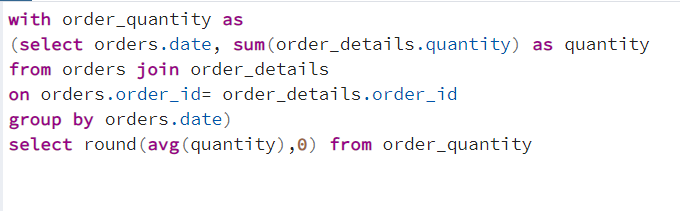 with order_quantity as
(select orders.date, sum(order_details.quantity) as quantity
from orders join order_details
on orders.order_id= order_details.order_id
group by orders.date)
select round(avg(quantity),0) from order_quantity